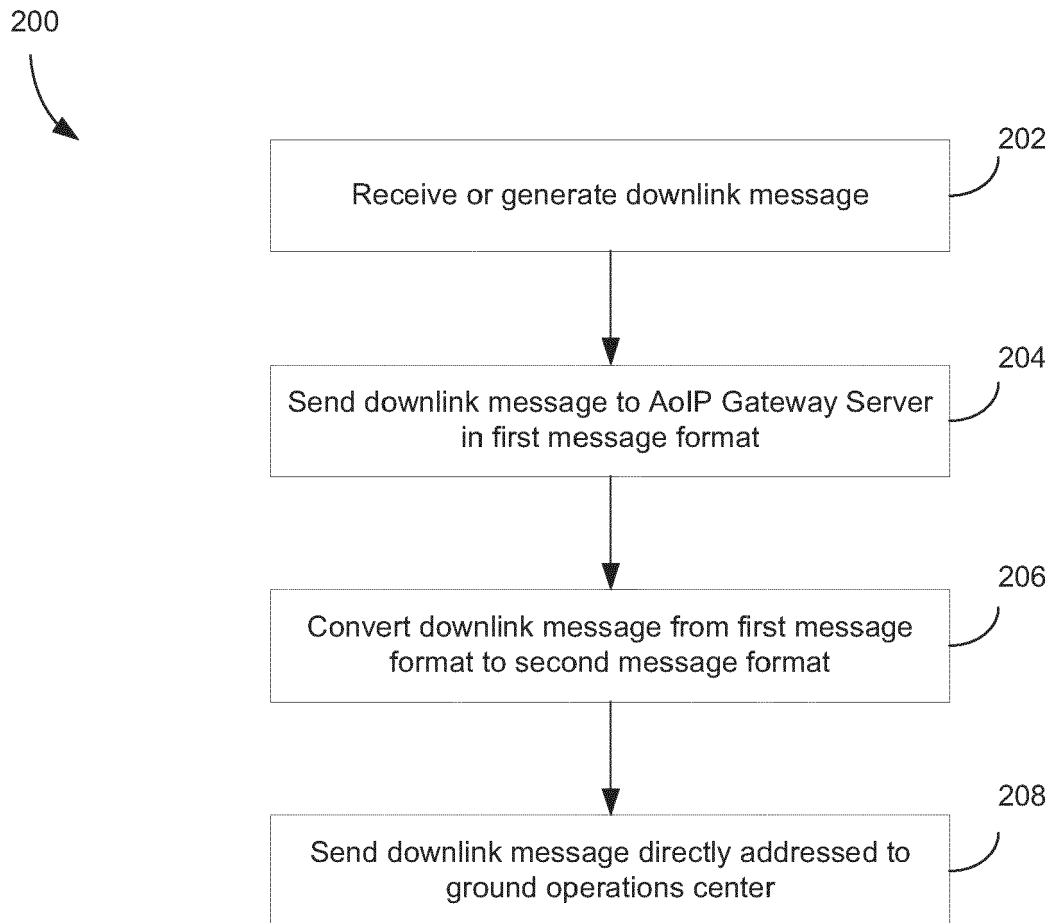 200
202
Receive or generate downlink message
204
Send downlink message to AoIP Gateway Server
in first message format
206
Convert downlink message from first message
format to second message format
208
Send downlink message directly addressed to
ground operations center